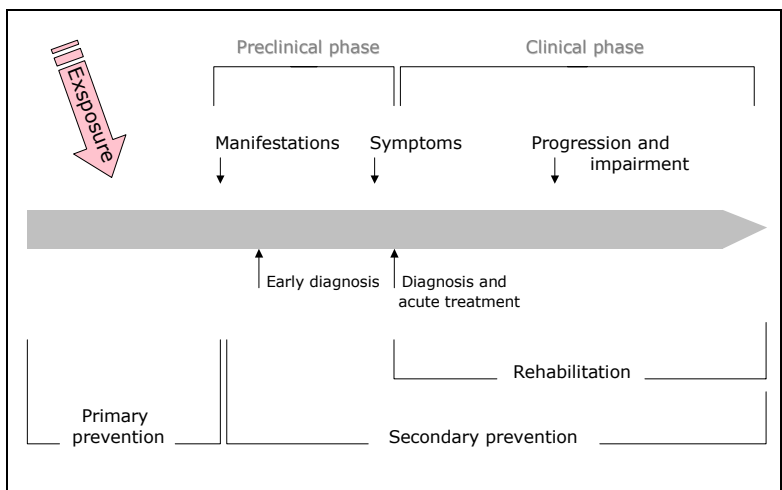 Preclinical phase
Clinical phase
Exsposure
Manifestations
Symptoms
Progression and
impairment
Early diagnosis
Diagnosis and
acute treatment
Rehabilitation
Primary
prevention
Secondary prevention